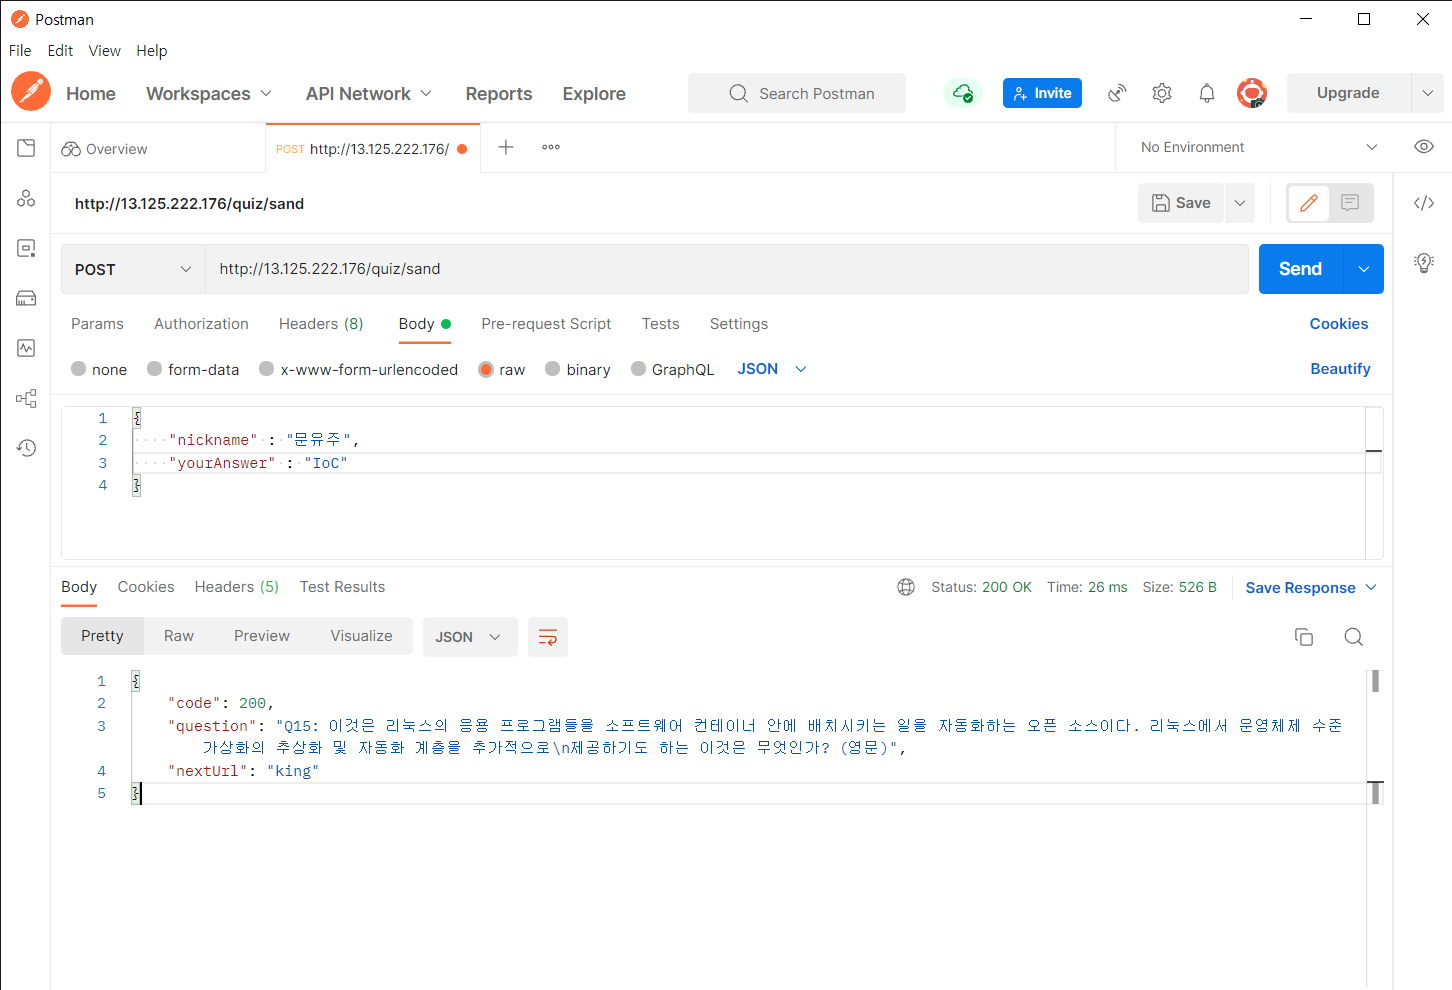 Postman
File Edit View Help
Home Workspaces API Network Reports Explore Search Postman Invite Upgrade
Overview POST http://13.125.222.176/ No Environment
http://13.125.222.176/quiz/sand Save
POST http://13.125.222.176/quiz/sand Send
Params Authorization Headers (8) Body Pre-request Script Tests Settings Cookies
none form-data x-www-form-urlencoded raw binary GraphQL JSON Beautify
1 {
2 "nickname" : "문유주",
3 "yourAnswer" : "IoC"
4 }
Body Cookies Headers (5) Test Results Status: 200 OK Time: 26 ms Size: 526 B Save Response
Pretty Raw Preview Visualize JSON
1 {
2 "code": 200,
3 "question": "Q15: 이것은 리눅스의 응용 프로그램들을 소프트웨어 컨테이너 안에 배치시키는 일을 자동화하는 오픈 소스이다. 리눅스에서 운영체제 수준
가상화의 추상화 및 자동화 계층을 추가적으로\n제공하기도 하는 이것은 무엇인가? (영문)",
4 "nextUrl": "king"
5 }